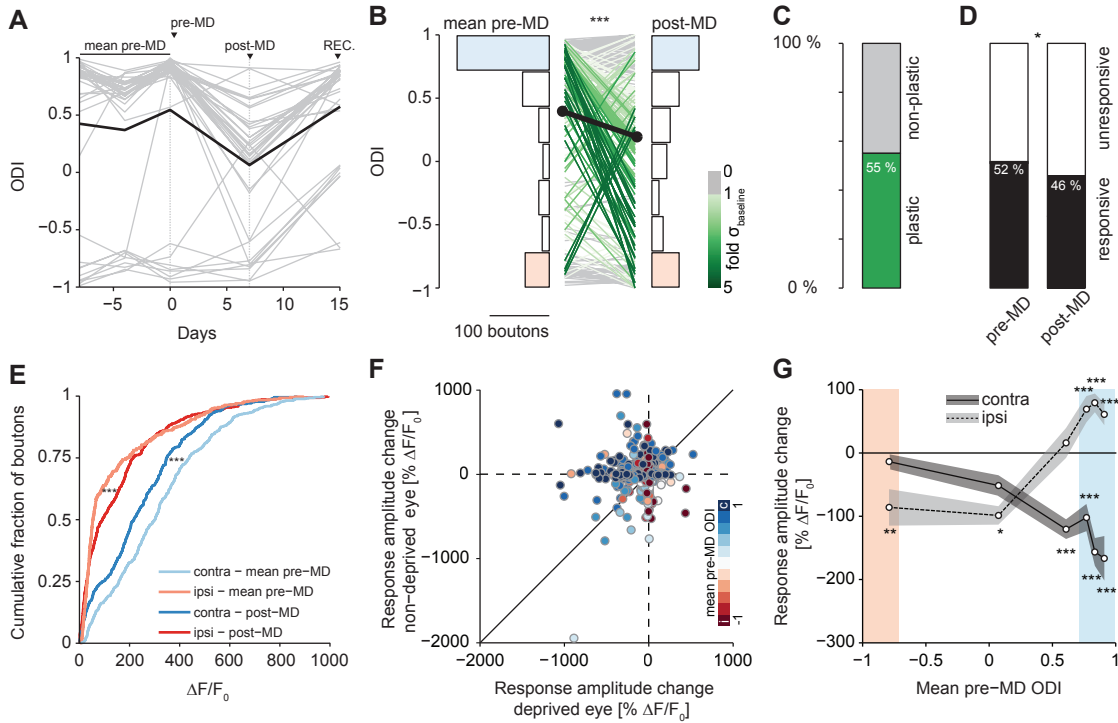 A
pre-MD
mean pre-MD
post-MD
REC.
1
0.5
0
−0.5
−1
ODI
−5
0
5
10
15
Days
B
mean pre-MD
***
post-MD
1
0.5
0
−0.5
−1
ODI
0
1
5
fold σbaseline
100 boutons
C
100 %
0 %
55 %
non-plastic
plastic
D
*
52 %
46 %
unresponsive
responsive
pre-MD
post-MD
E
1
0.75
0.5
0.25
0
Cumulative fraction of boutons
***
***
contra − mean pre−MD
ipsi − mean pre−MD
contra − post−MD
ipsi − post−MD
0
200
400
600
800
1000
ΔF/F0
F
1000
0
−1000
−2000
Response amplitude change
non-deprived eye [% ΔF/F0]
C
1
mean pre-MD ODI
I
-1
−2000
−1000
0
1000
Response amplitude change
deprived eye [% ΔF/F0]
G
100
0
−100
−200
−300
Response amplitude change
[% ΔF/F0]
contra
ipsi
***
***
***
**
*
***
***
***
***
−1
−0.5
0
0.5
1
Mean pre−MD ODI